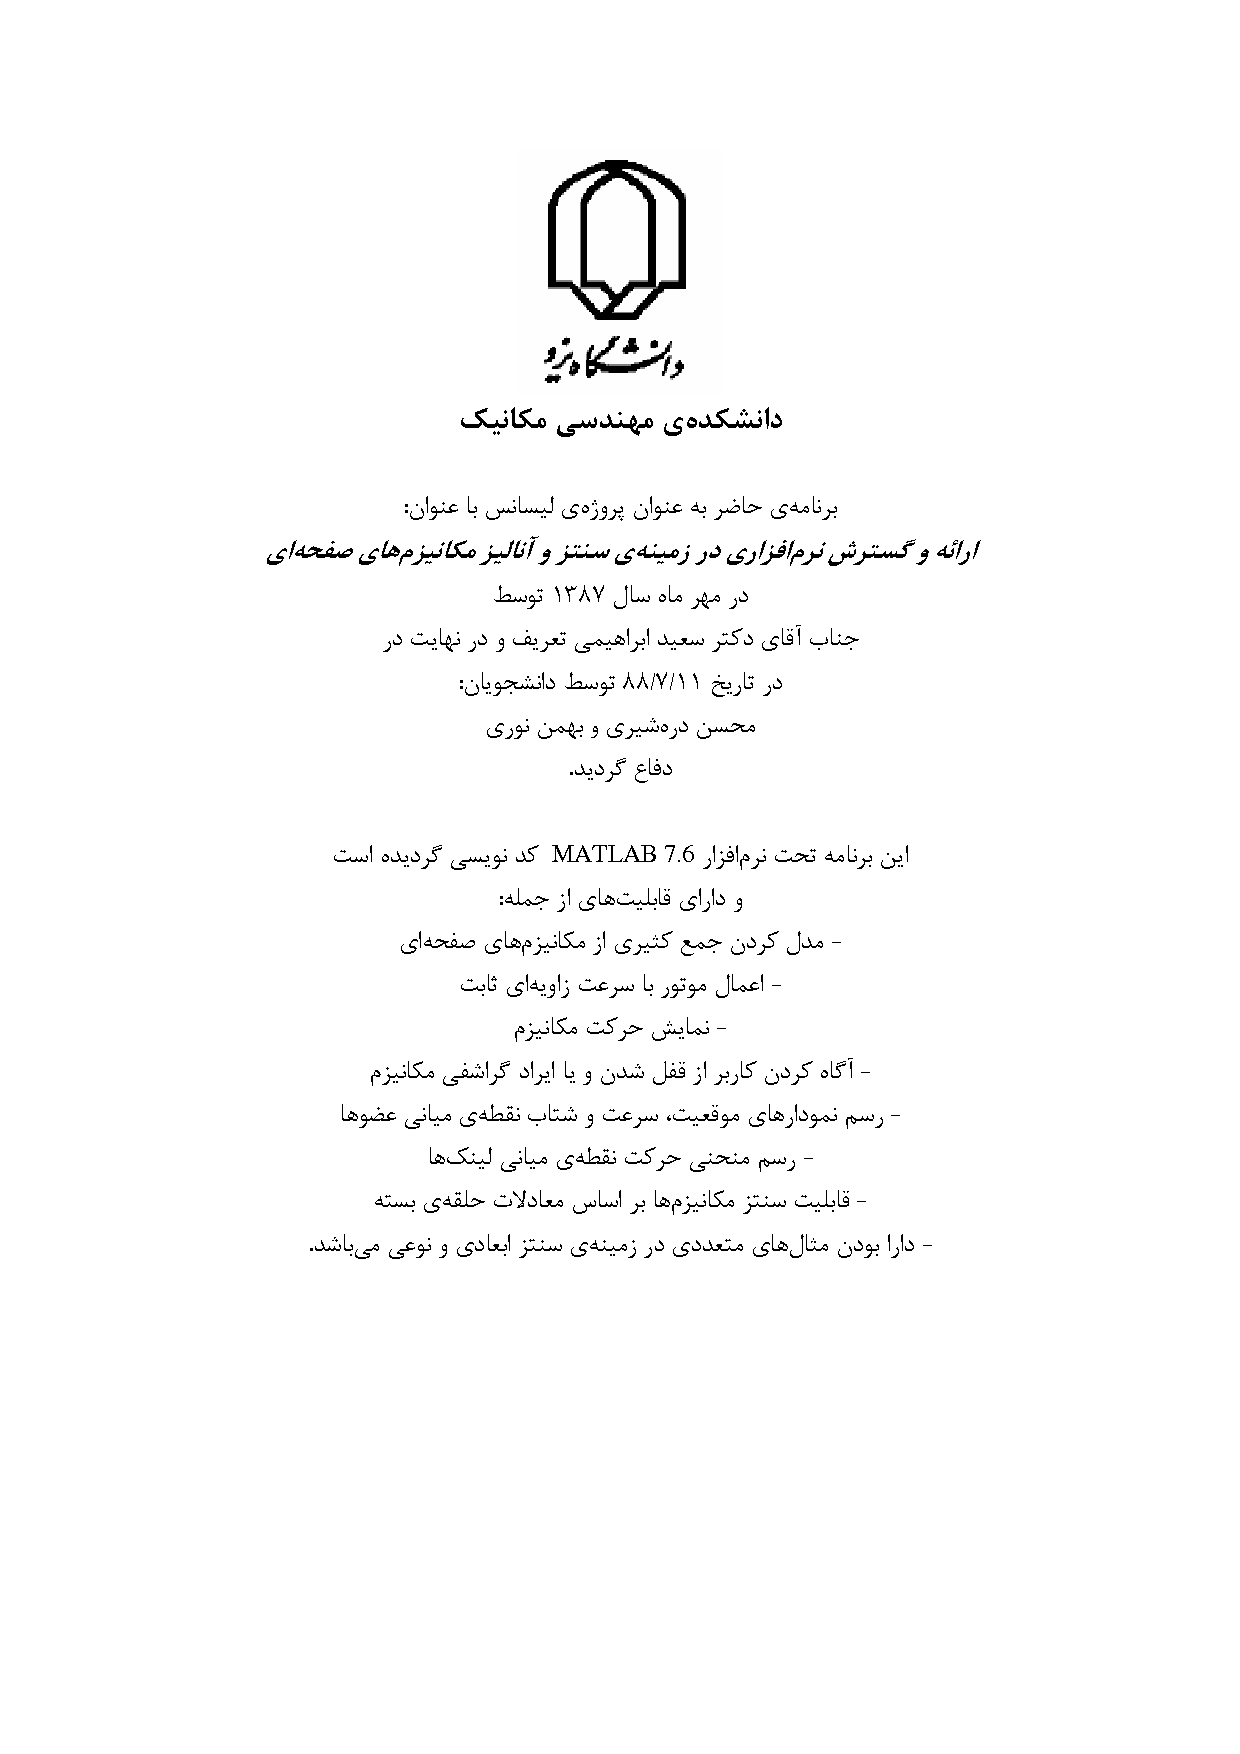 دانشگاه یزد
دانشکده‌ی مهندسی مکانیک
برنامه‌ی حاضر به عنوان پروژه‌ی لیسانس با عنوان:
ارائه و گسترش نرم‌افزاری در زمینه‌ی سنتز و آنالیز مکانیزم‌های صفحه‌ای
در مهر ماه سال ۱۳۸۷ توسط
جناب آقای دکتر سعید ابراهیمی تعریف و در نهایت در
در تاریخ ۸۸/۷/۱۱ توسط دانشجویان:
محسن دره‌شیری و بهمن نوری
دفاع گردید.
این برنامه تحت نرم‌افزار MATLAB 7.6 کد نویسی گردیده است
و دارای قابلیت‌های از جمله:
- مدل کردن جمع کثیری از مکانیزم‌های صفحه‌ای
- اعمال موتور با سرعت زاویه‌ای ثابت
- نمایش حرکت مکانیزم
- آگاه کردن کاربر از قفل شدن و یا ایراد گراشفی مکانیزم
- رسم نمودارهای موقعیت، سرعت و شتاب نقطه‌ی میانی عضوها
- رسم منحنی حرکت نقطه‌ی میانی لینک‌ها
- قابلیت سنتز مکانیزم‌ها بر اساس معادلات حلقه‌ی بسته
- دارا بودن مثال‌های متعددی در زمینه‌ی سنتز ابعادی و نوعی می‌باشد.